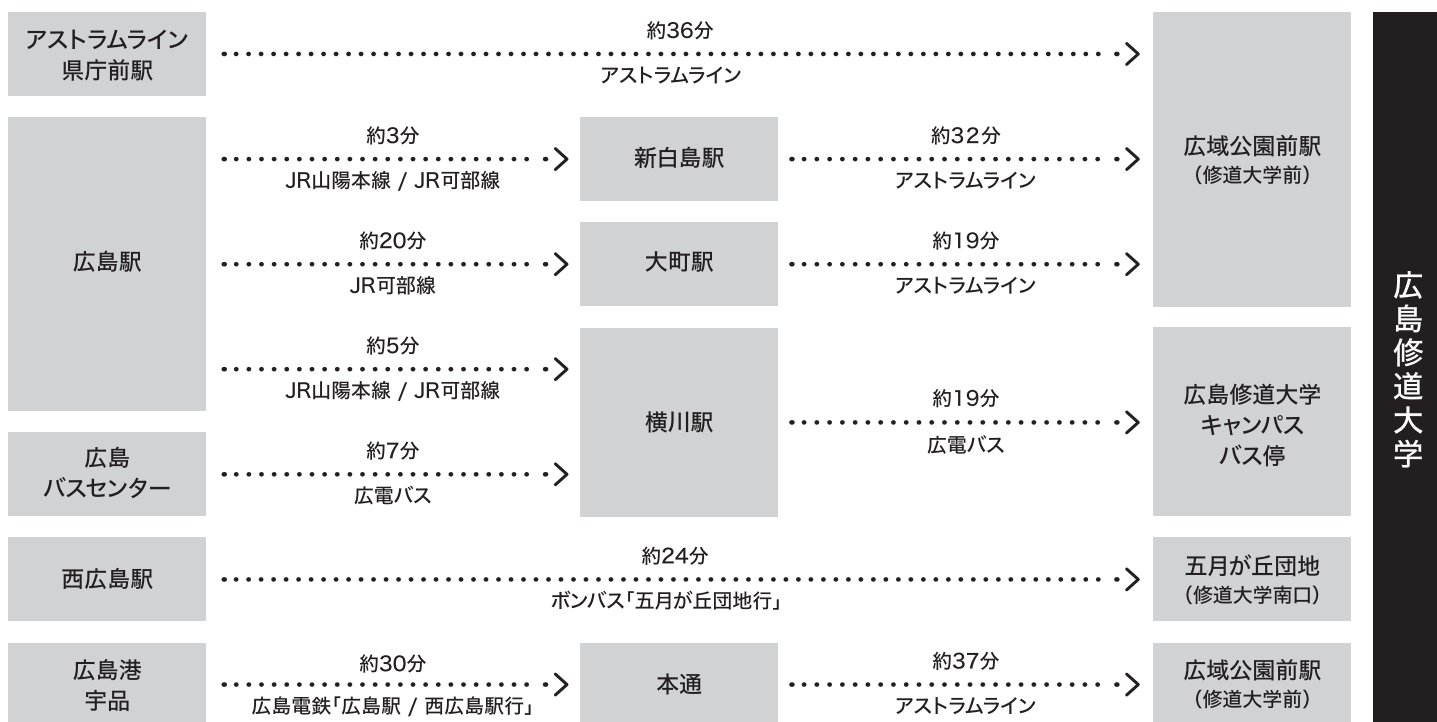 アストラムライン
県庁前駅
約36分
アストラムライン
広島駅
約3分
JR山陽本線 / JR可部線
新白島駅
約32分
アストラムライン
広域公園前駅
（修道大学前）
約20分
JR可部線
大町駅
約19分
アストラムライン
約5分
JR山陽本線 / JR可部線
横川駅
約19分
広電バス
広島修道大学
キャンパス
バス停
広島
バスセンター
約7分
広電バス
西広島駅
約24分
ボンバス「五月が丘団地行」
五月が丘団地
（修道大学南口）
広島港
宇品
約30分
広島電鉄「広島駅 / 西広島駅行」
本通
約37分
アストラムライン
広域公園前駅
（修道大学前）
広島修道大学